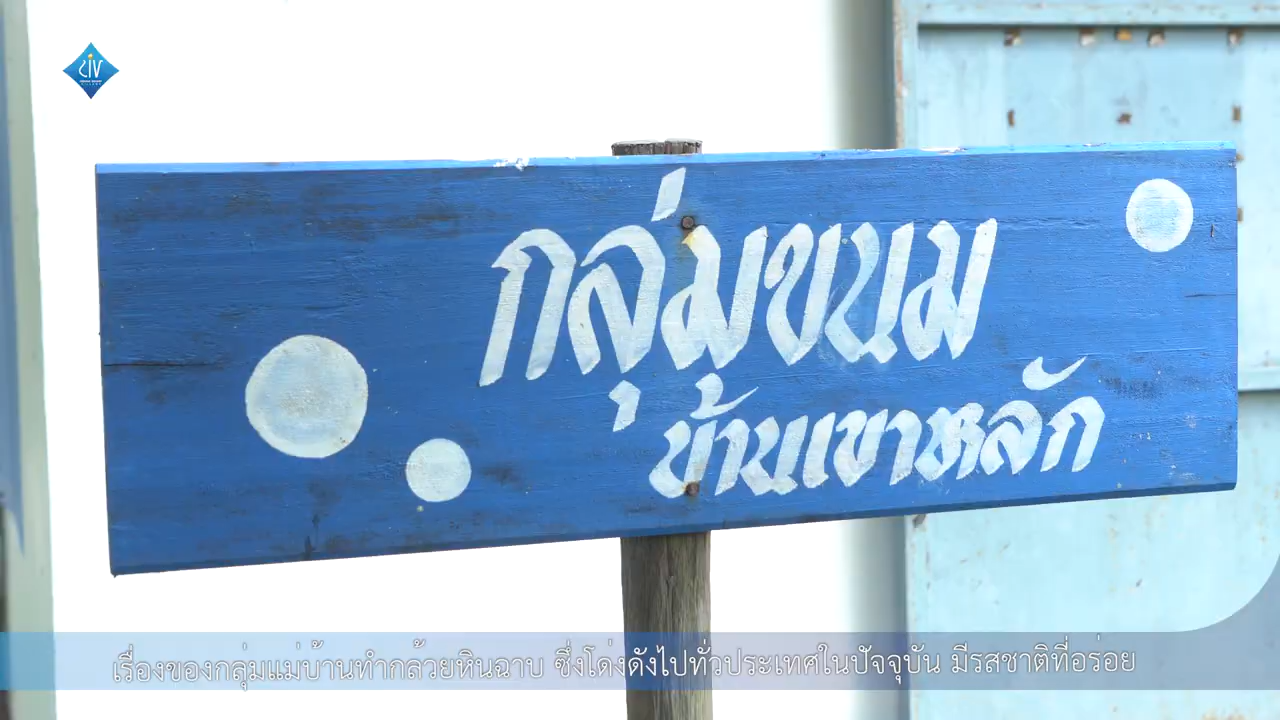 CIV
กลุ่มขนม
บ้านเขาหลัก
เรื่องของกลุ่มแม่บ้านทำกล้วยหินฉาบ ซึ่งโด่งดังไปทั่วประเทศในปัจจุบัน มีรสชาติที่อร่อย